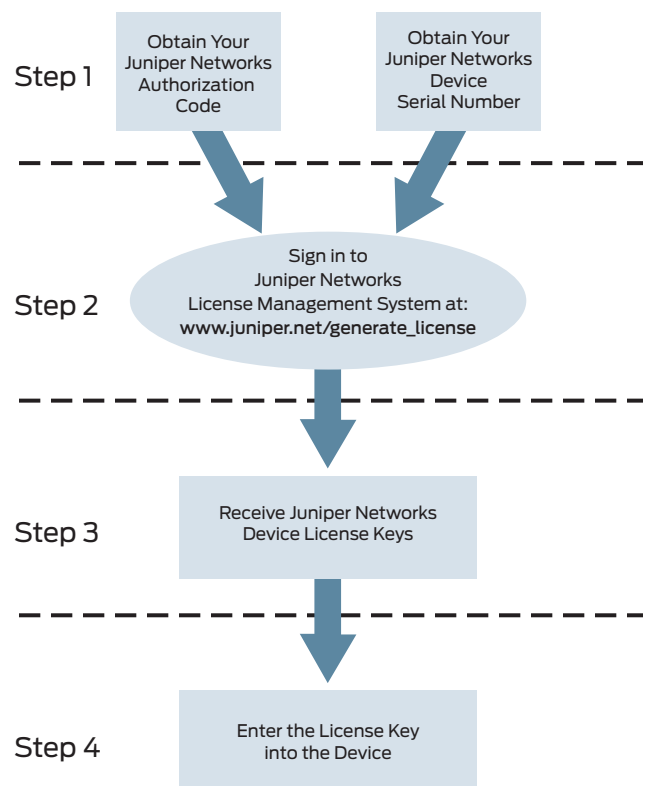 Step 1
Obtain Your
Juniper Networks
Authorization
Code
Obtain Your
Juniper Networks
Device
Serial Number
Step 2
Sign in to
Juniper Networks
License Management System at:
www.juniper.net/generate_license
Step 3
Receive Juniper Networks
Device License Keys
Step 4
Enter the License Key
into the Device